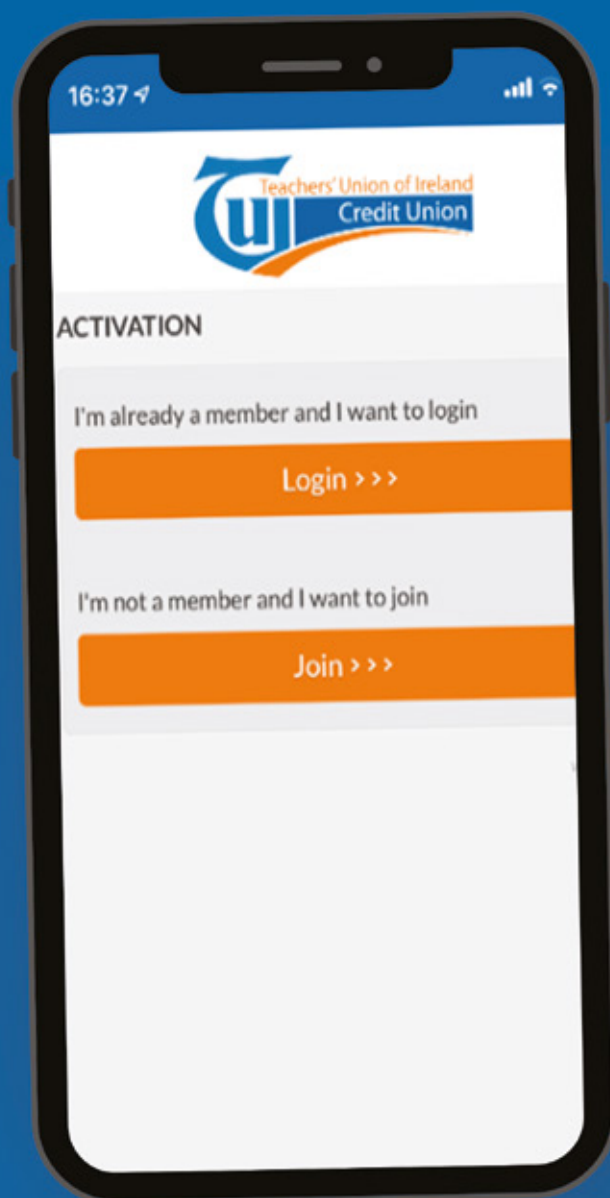 16:37
Teachers' Union of Ireland
TUI Credit Union
ACTIVATION
I'm already a member and I want to login
Login >>>
I'm not a member and I want to join
Join >>>